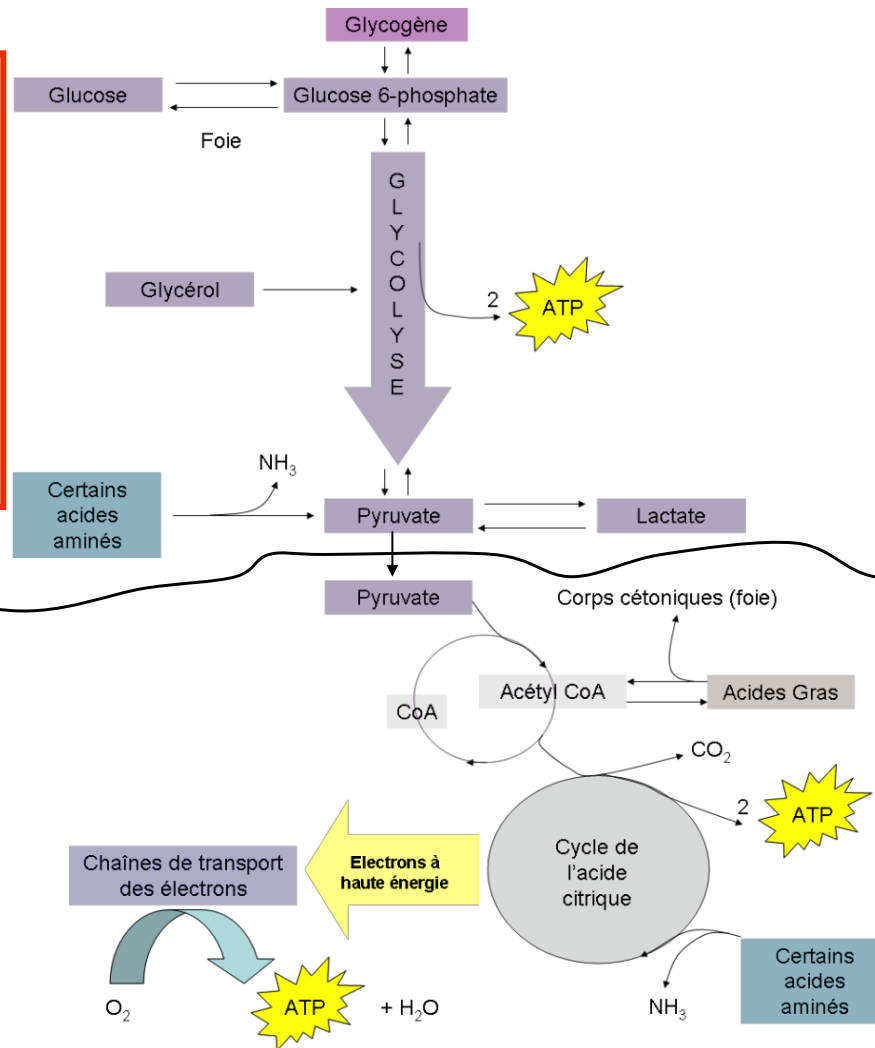 Glycogène
Glucose
Glucose 6-phosphate
Foie
GLYCOLYSE
Glycérol
2
ATP
NH₃
Certains
acides
aminés
Pyruvate
Lactate
Pyruvate
Corps cétoniques (foie)
Acétyl CoA
Acides Gras
CoA
CO₂
2
ATP
Cycle de
l'acide
citrique
Electrons à
haute énergie
Chaînes de transport
des électrons
O₂
ATP
+ H₂O
NH₃
Certains
acides
aminés